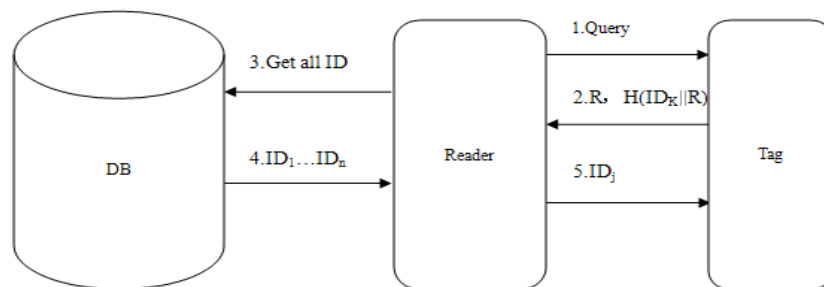 1.Query
3.Get all ID
2.R， H(IDK||R)
DB
Reader
Tag
4.ID1…IDn
5.IDj